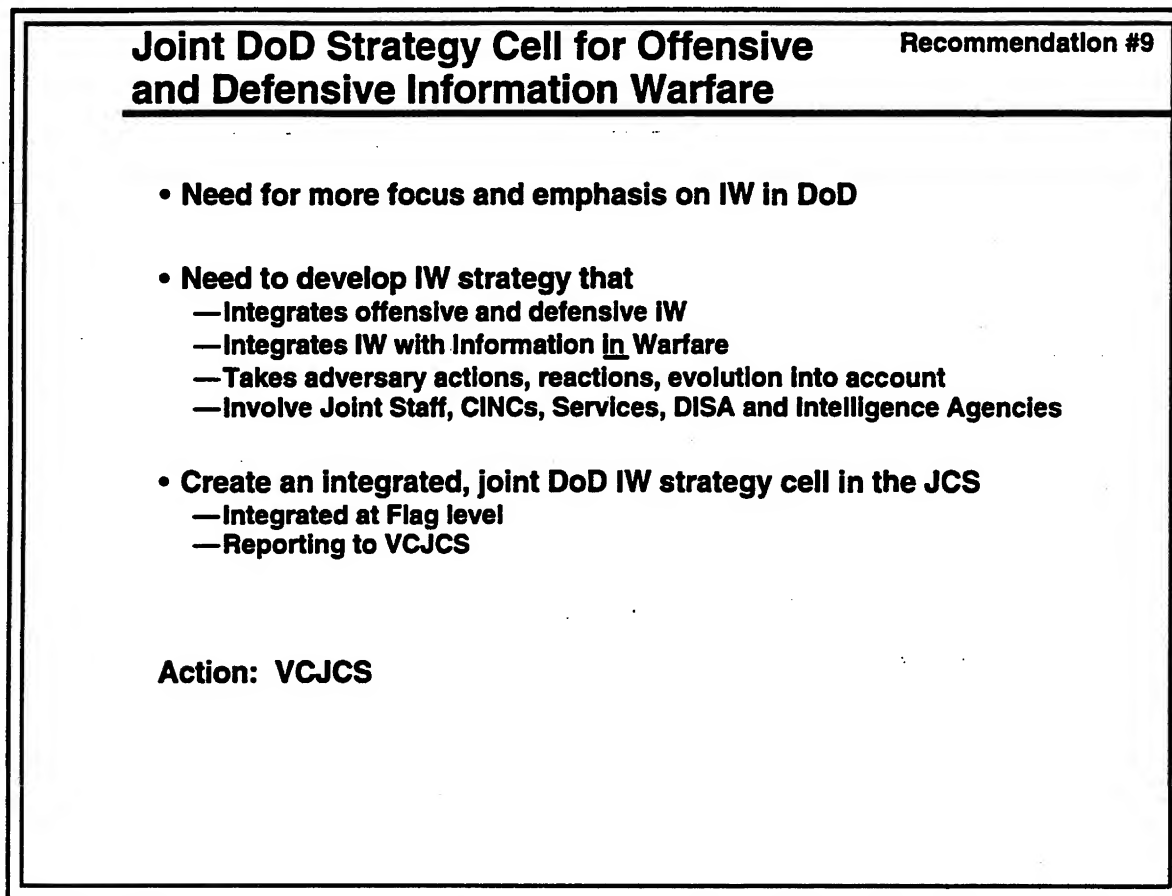 Joint DoD Strategy Cell for Offensive Recommendation #9
and Defensive Information Warfare
• Need for more focus and emphasis on IW in DoD
• Need to develop IW strategy that
—Integrates offensive and defensive IW
—Integrates IW with Information in Warfare
—Takes adversary actions, reactions, evolution into account
—Involve Joint Staff, CINCs, Services, DISA and Intelligence Agencies
• Create an integrated, joint DoD IW strategy cell in the JCS
—Integrated at Flag level
—Reporting to VCJCS
Action: VCJCS